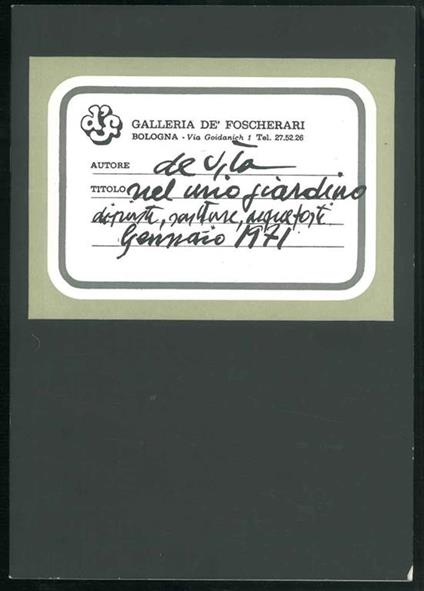 d's
GALLERIA DE' FOSCHERARI
BOLOGNA - Via Goidanich 1 Tel. 27.52.26
AUTORE de Vita
TITOLO nel mio giardino
dipinti, sculture, acqueforti
Gennaio 1971